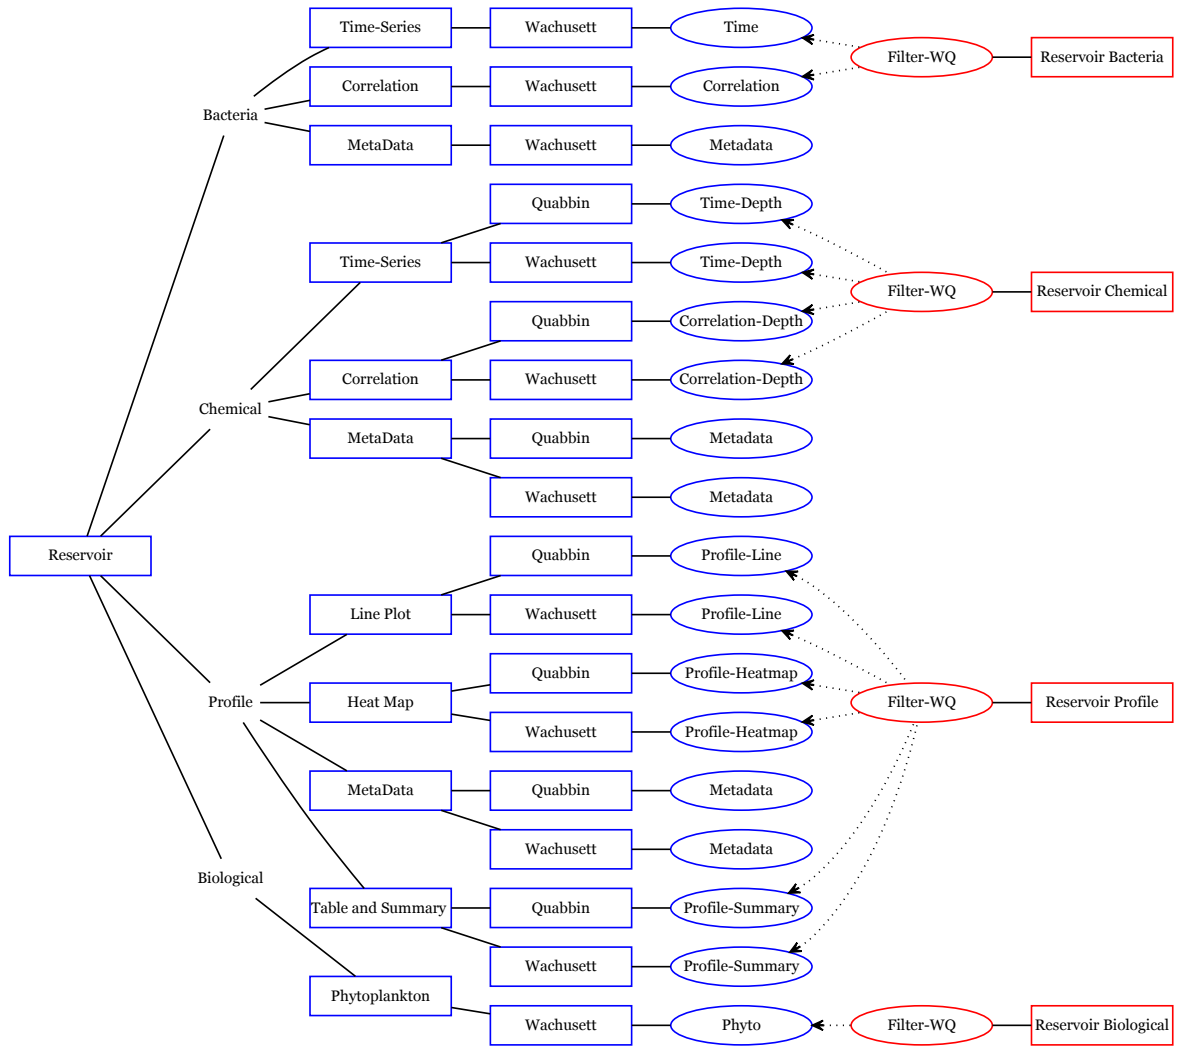 Time-Series
Wachusett
Time
Filter-WQ
Reservoir Bacteria
Correlation
Wachusett
Correlation
Bacteria
MetaData
Wachusett
Metadata
Quabbin
Time-Depth
Time-Series
Wachusett
Time-Depth
Filter-WQ
Reservoir Chemical
Quabbin
Correlation-Depth
Correlation
Wachusett
Correlation-Depth
Chemical
MetaData
Quabbin
Metadata
Wachusett
Metadata
Reservoir
Quabbin
Profile-Line
Line Plot
Wachusett
Profile-Line
Quabbin
Profile-Heatmap
Profile
Heat Map
Filter-WQ
Reservoir Profile
Wachusett
Profile-Heatmap
MetaData
Quabbin
Metadata
Wachusett
Metadata
Biological
Table and Summary
Quabbin
Profile-Summary
Wachusett
Profile-Summary
Phytoplankton
Wachusett
Phyto
Filter-WQ
Reservoir Biological